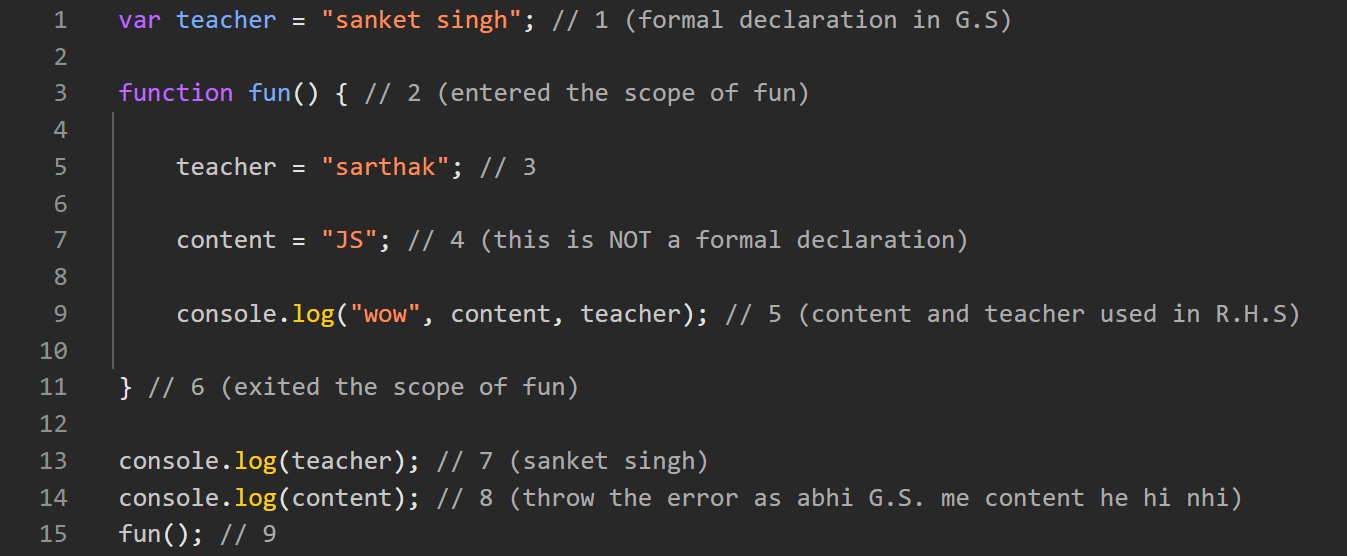 1 var teacher = "sanket singh"; // 1 (formal declaration in G.S)
2
3 function fun() { // 2 (entered the scope of fun)
4
5     teacher = "sarthak"; // 3
6
7     content = "JS"; // 4 (this is NOT a formal declaration)
8
9     console.log("wow", content, teacher); // 5 (content and teacher used in R.H.S)
10
11 } // 6 (exited the scope of fun)
12
13 console.log(teacher); // 7 (sanket singh)
14 console.log(content); // 8 (throw the error as abhi G.S. me content he hi nhi)
15 fun(); // 9